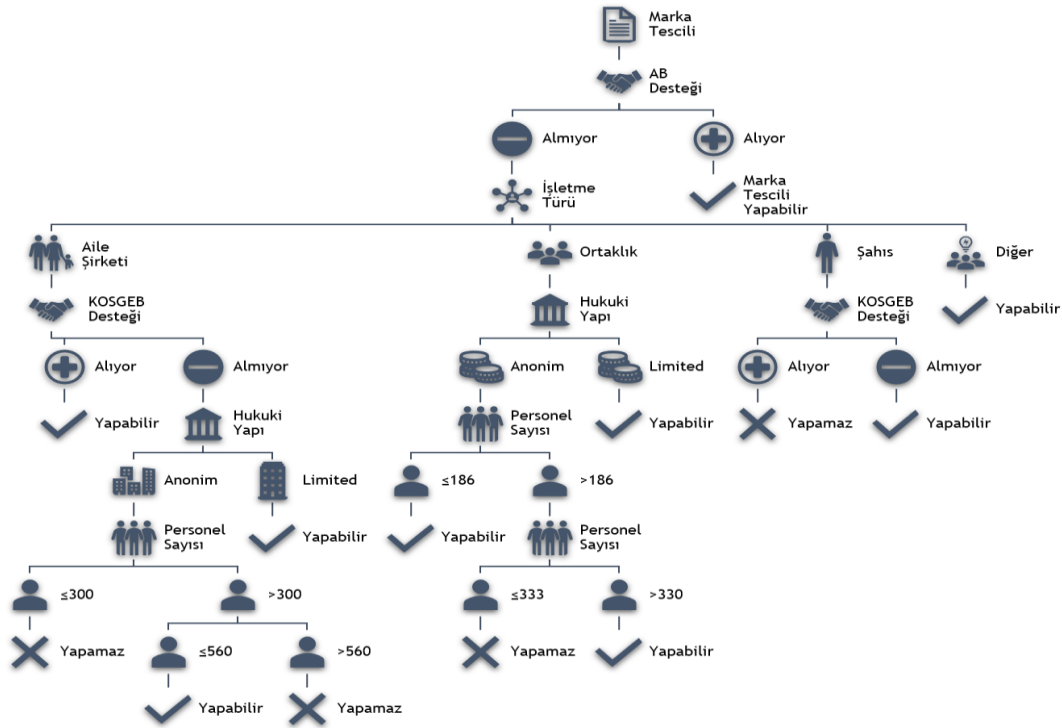 Marka
Tescili
AB
Desteği
Almıyor
Alıyor
İşletme
Türü
Marka
Tescili
Yapabilir
Aile
Şirketi
Ortaklık
Şahıs
Diğer
KOSGEB
Desteği
Hukuki
Yapı
KOSGEB
Desteği
Yapabilir
Alıyor
Almıyor
Anonim
Limited
Alıyor
Almıyor
Yapabilir
Hukuki
Yapı
Personel
Sayısı
Yapabilir
Yapamaz
Yapabilir
Anonim
Limited
≤186
>186
Personel
Sayısı
Yapabilir
Yapabilir
Personel
Sayısı
≤300
>300
≤333
>330
Yapamaz
≤560
>560
Yapamaz
Yapabilir
Yapabilir
Yapamaz